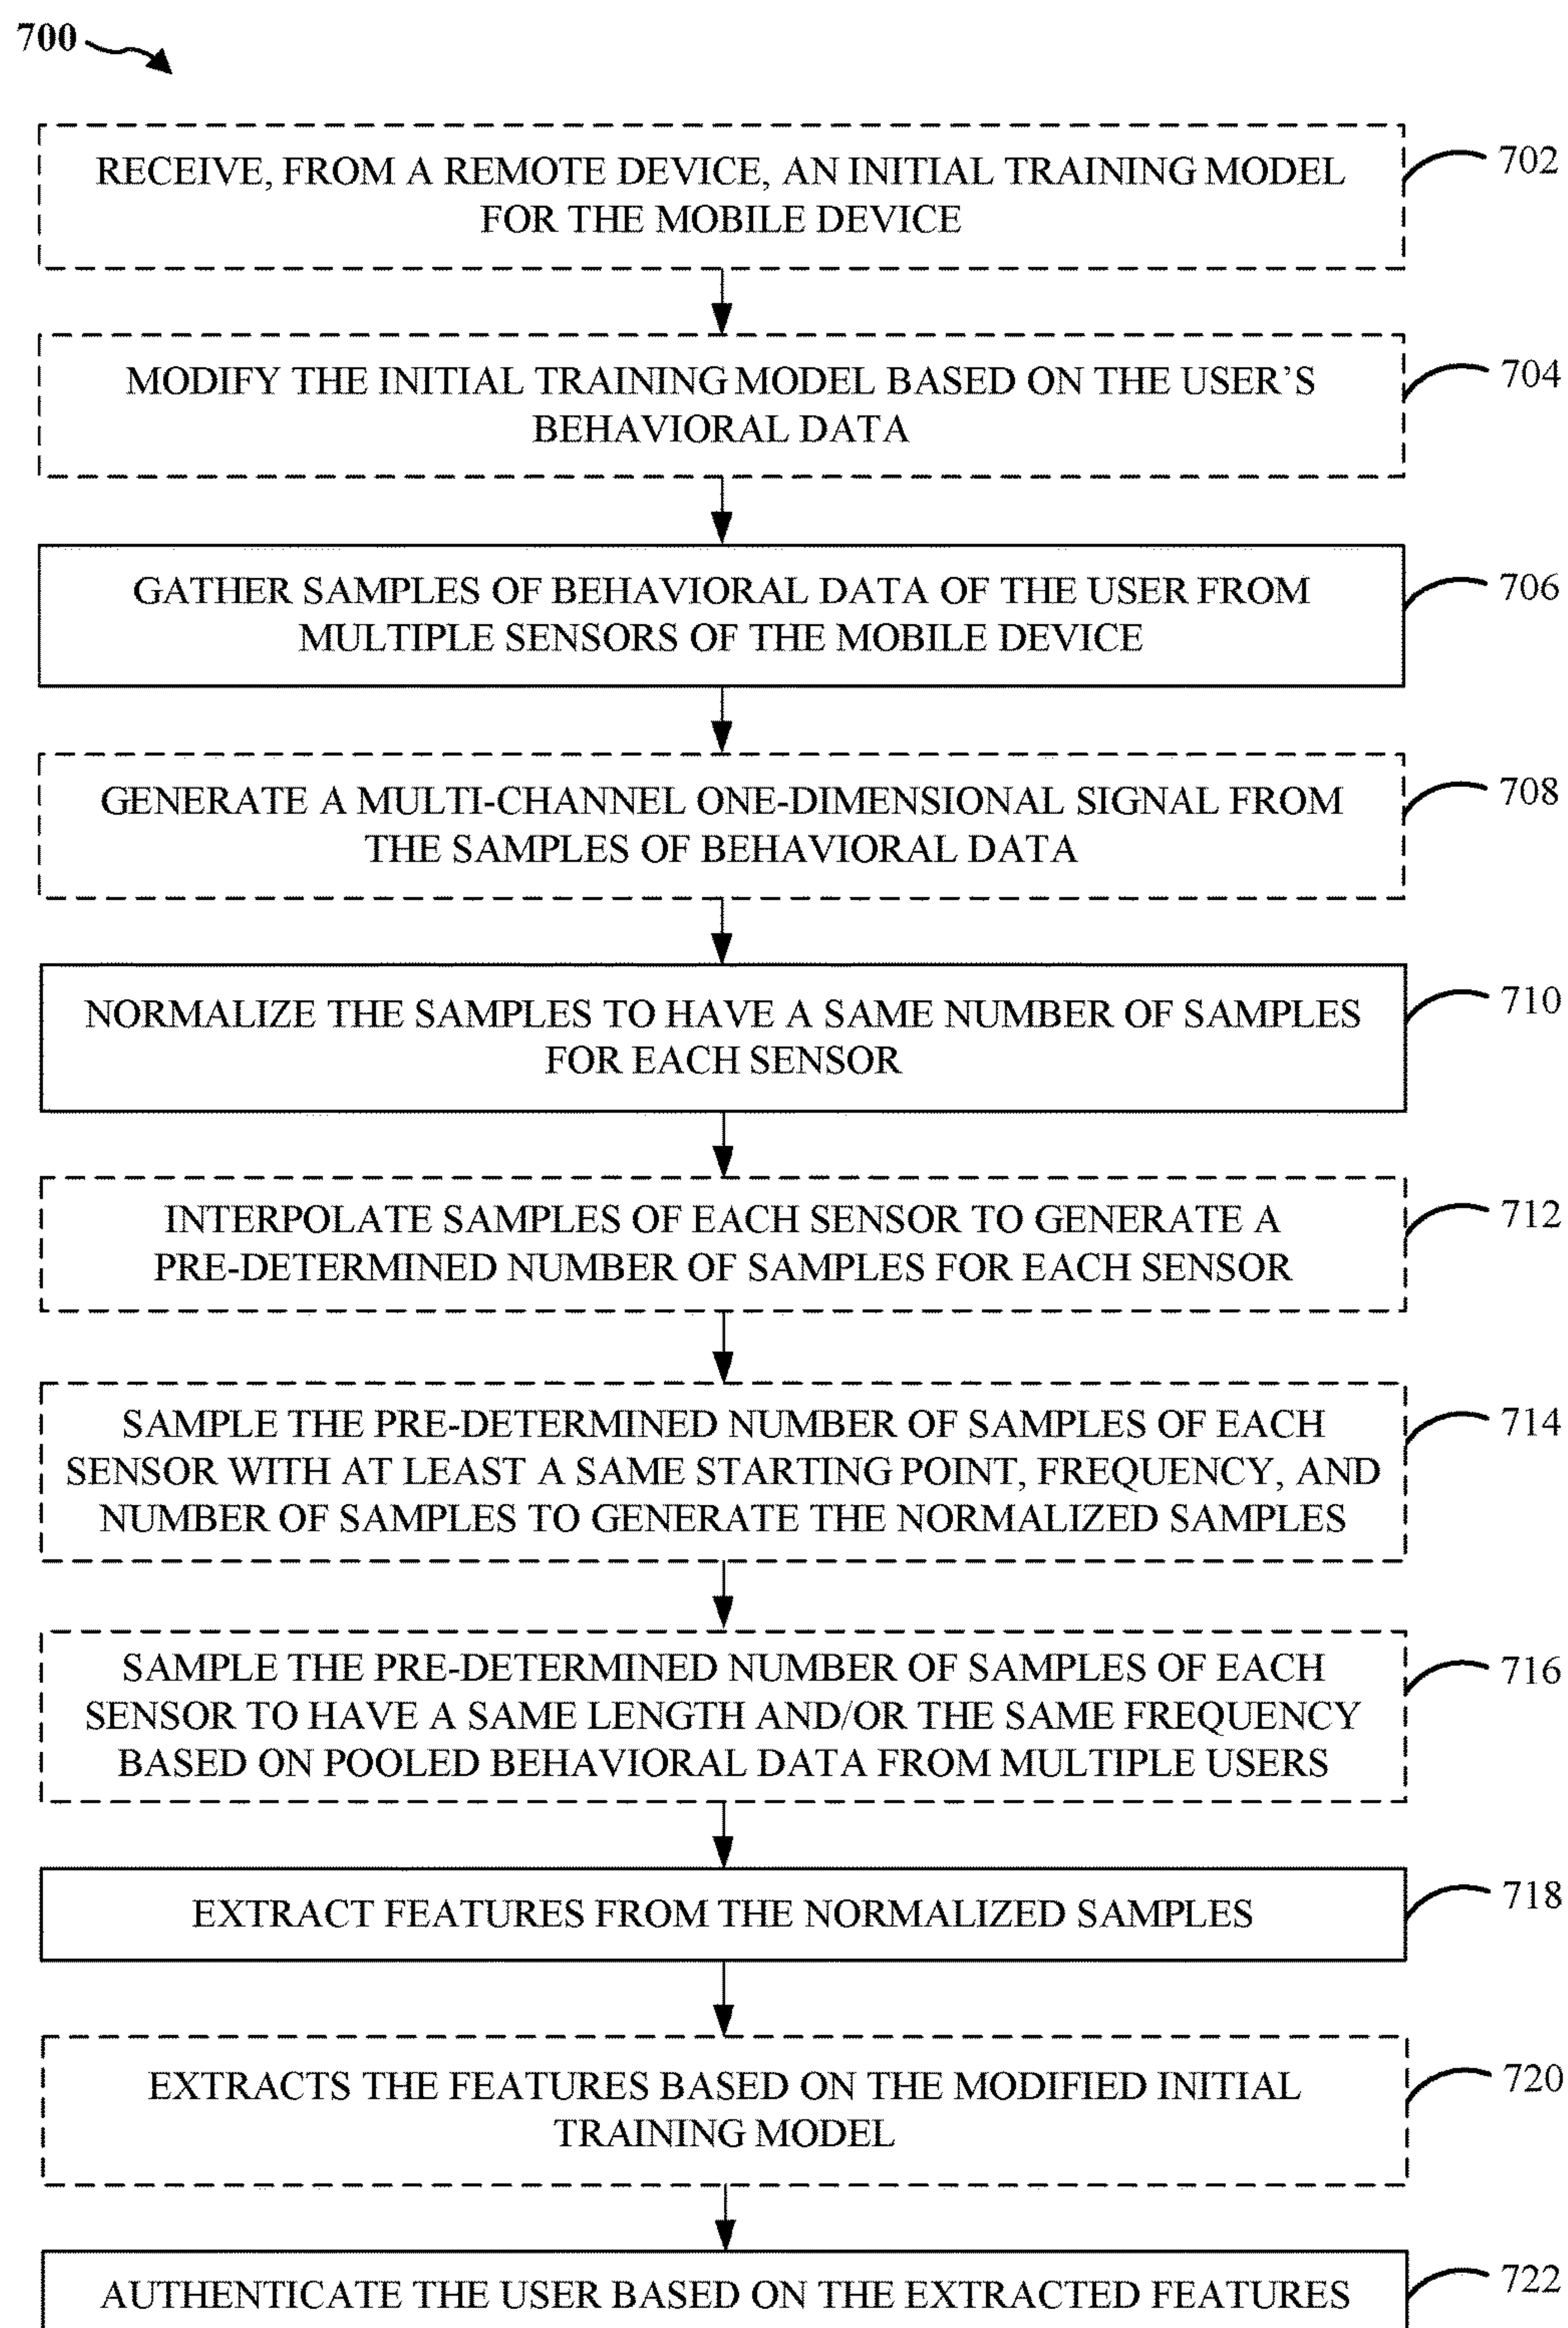 700
RECEIVE, FROM A REMOTE DEVICE, AN INITIAL TRAINING MODEL
FOR THE MOBILE DEVICE
702
MODIFY THE INITIAL TRAINING MODEL BASED ON THE USER'S
BEHAVIORAL DATA
704
GATHER SAMPLES OF BEHAVIORAL DATA OF THE USER FROM
MULTIPLE SENSORS OF THE MOBILE DEVICE
706
GENERATE A MULTI-CHANNEL ONE-DIMENSIONAL SIGNAL FROM
THE SAMPLES OF BEHAVIORAL DATA
708
NORMALIZE THE SAMPLES TO HAVE A SAME NUMBER OF SAMPLES
FOR EACH SENSOR
710
INTERPOLATE SAMPLES OF EACH SENSOR TO GENERATE A
PRE-DETERMINED NUMBER OF SAMPLES FOR EACH SENSOR
712
SAMPLE THE PRE-DETERMINED NUMBER OF SAMPLES OF EACH
SENSOR WITH AT LEAST A SAME STARTING POINT, FREQUENCY, AND
NUMBER OF SAMPLES TO GENERATE THE NORMALIZED SAMPLES
714
SAMPLE THE PRE-DETERMINED NUMBER OF SAMPLES OF EACH
SENSOR TO HAVE A SAME LENGTH AND/OR THE SAME FREQUENCY
BASED ON POOLED BEHAVIORAL DATA FROM MULTIPLE USERS
716
EXTRACT FEATURES FROM THE NORMALIZED SAMPLES
718
EXTRACTS THE FEATURES BASED ON THE MODIFIED INITIAL
TRAINING MODEL
720
AUTHENTICATE THE USER BASED ON THE EXTRACTED FEATURES
722